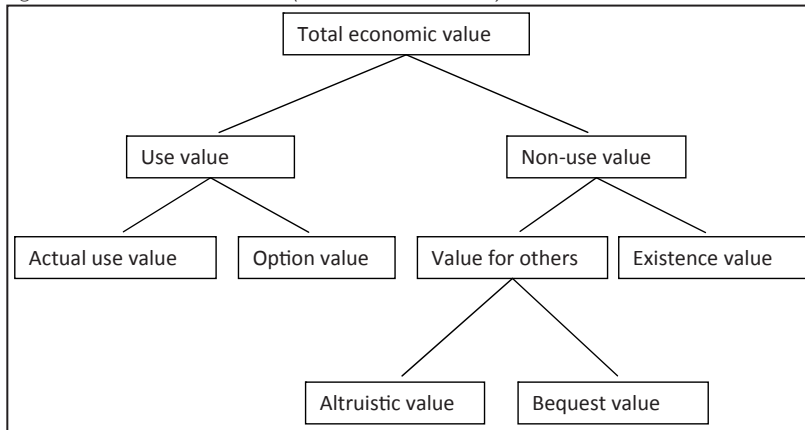 Total economic value
Use value
Non-use value
Actual use value
Option value
Value for others
Existence value
Altruistic value
Bequest value